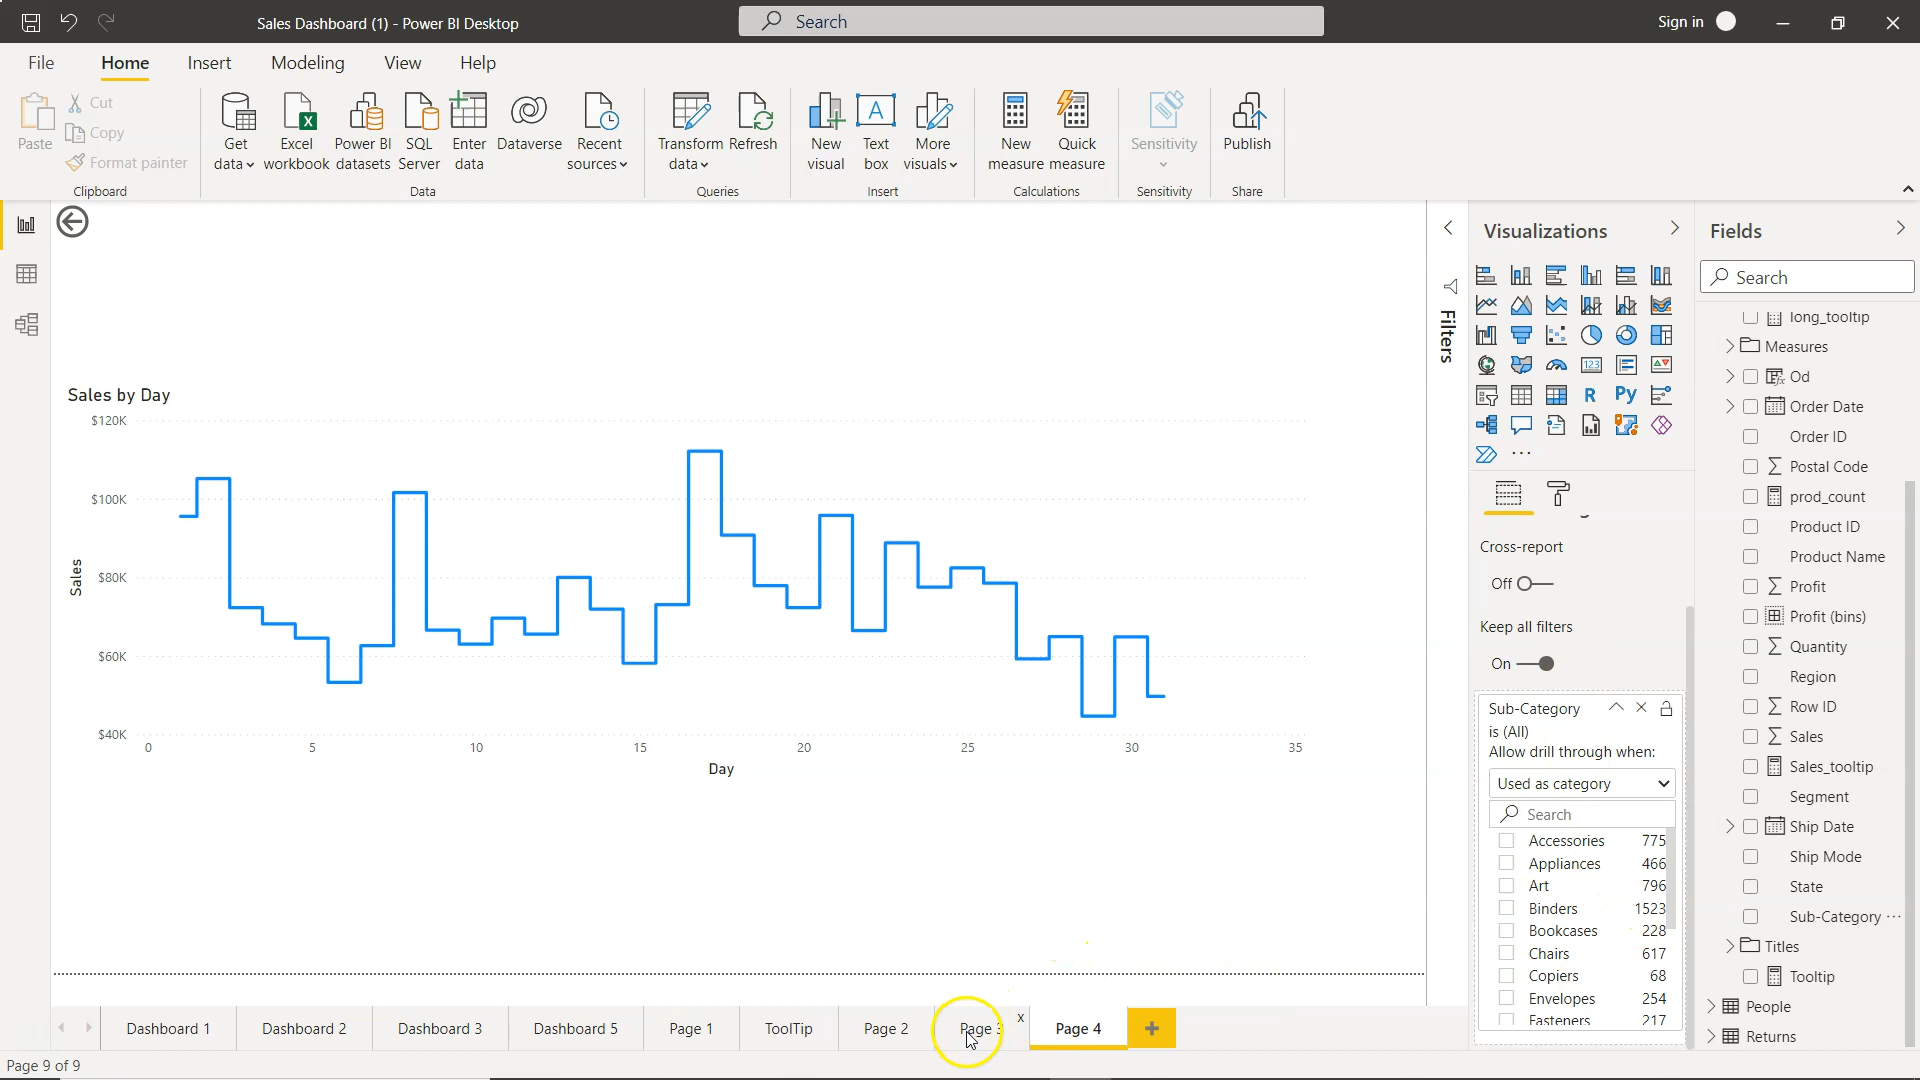 Sales Dashboard (1) - Power BI Desktop
Search
Sign in
File
Home
Insert
Modeling
View
Help
Paste
Cut
Copy
Format painter
Clipboard
Get
data
Excel
workbook
Power BI
datasets
SQL
Server
Enter
data
Dataverse
Recent
sources
Data
Transform
data
Refresh
Queries
New
visual
Text
box
More
visuals
Insert
New
measure
Quick
measure
Calculations
Sensitivity
Sensitivity
Publish
Share
Sales by Day
$120K
$100K
$80K
$60K
$40K
Sales
0
5
10
15
20
25
30
35
Day
Filters
Visualizations
R
Py
123
Cross-report
Off
Keep all filters
On
Sub-Category
is (All)
Allow drill through when:
Used as category
Search
Accessories 775
Appliances 466
Art 796
Binders 1523
Bookcases 228
Chairs 617
Copiers 68
Envelopes 254
Fasteners 217
Fields
Search
long_tooltip
Measures
Od
Order Date
Order ID
Postal Code
prod_count
Product ID
Product Name
Profit
Profit (bins)
Quantity
Region
Row ID
Sales
Sales_tooltip
Segment
Ship Date
Ship Mode
State
Sub-Category
Titles
Tooltip
People
Returns
Dashboard 1
Dashboard 2
Dashboard 3
Dashboard 5
Page 1
ToolTip
Page 2
Page 3
x
Page 4
+
Page 9 of 9